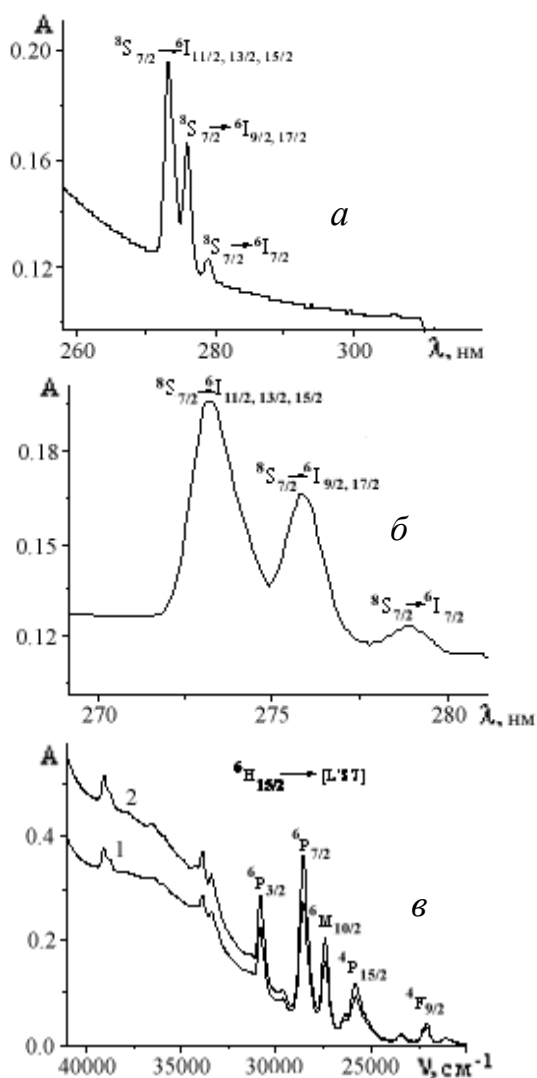 A
0.20
0.16
0.12
⁸S₇/₂→⁶I₁₁/₂, ₁₃/₂, ₁₅/₂
⁸S₇/₂→⁶I₉/₂, ₁₇/₂
⁸S₇/₂→⁶I₇/₂
а
260 280 300 λ, нм
A
0.18
0.15
0.12
⁸S₇/₂→⁶I₁₁/₂, ₁₃/₂, ₁₅/₂
⁸S₇/₂→⁶I₉/₂, ₁₇/₂
⁸S₇/₂→⁶I₇/₂
б
270 275 280 λ, нм
A
0.4
0.2
0.0
⁶H₁₅/₂→[L'S'J']
2
1
⁶P₃/₂
⁶P₇/₂
⁶M₁₀/₂
⁴P₁₅/₂
⁴F₉/₂
в
40000 35000 30000 25000 V, см⁻¹